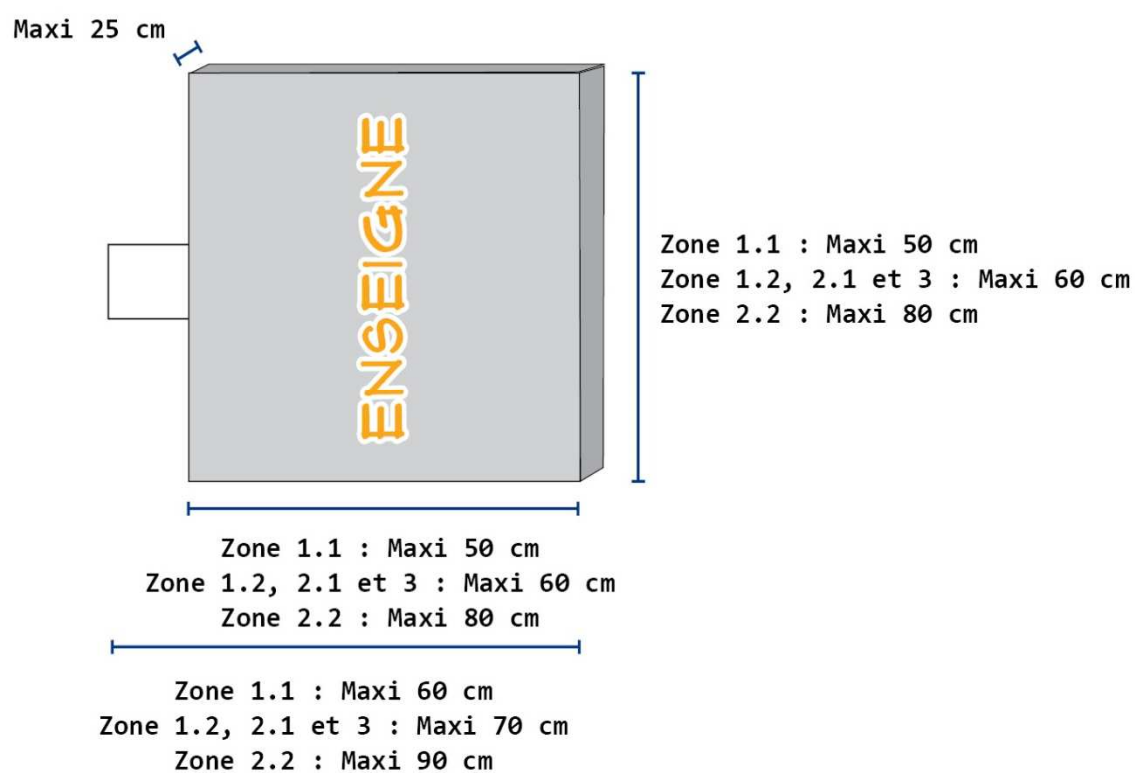 Maxi 25 cm
ENSEIGNE
Zone 1.1 : Maxi 50 cm
Zone 1.2, 2.1 et 3 : Maxi 60 cm
Zone 2.2 : Maxi 80 cm
Zone 1.1 : Maxi 50 cm
Zone 1.2, 2.1 et 3 : Maxi 60 cm
Zone 2.2 : Maxi 80 cm
Zone 1.1 : Maxi 60 cm
Zone 1.2, 2.1 et 3 : Maxi 70 cm
Zone 2.2 : Maxi 90 cm